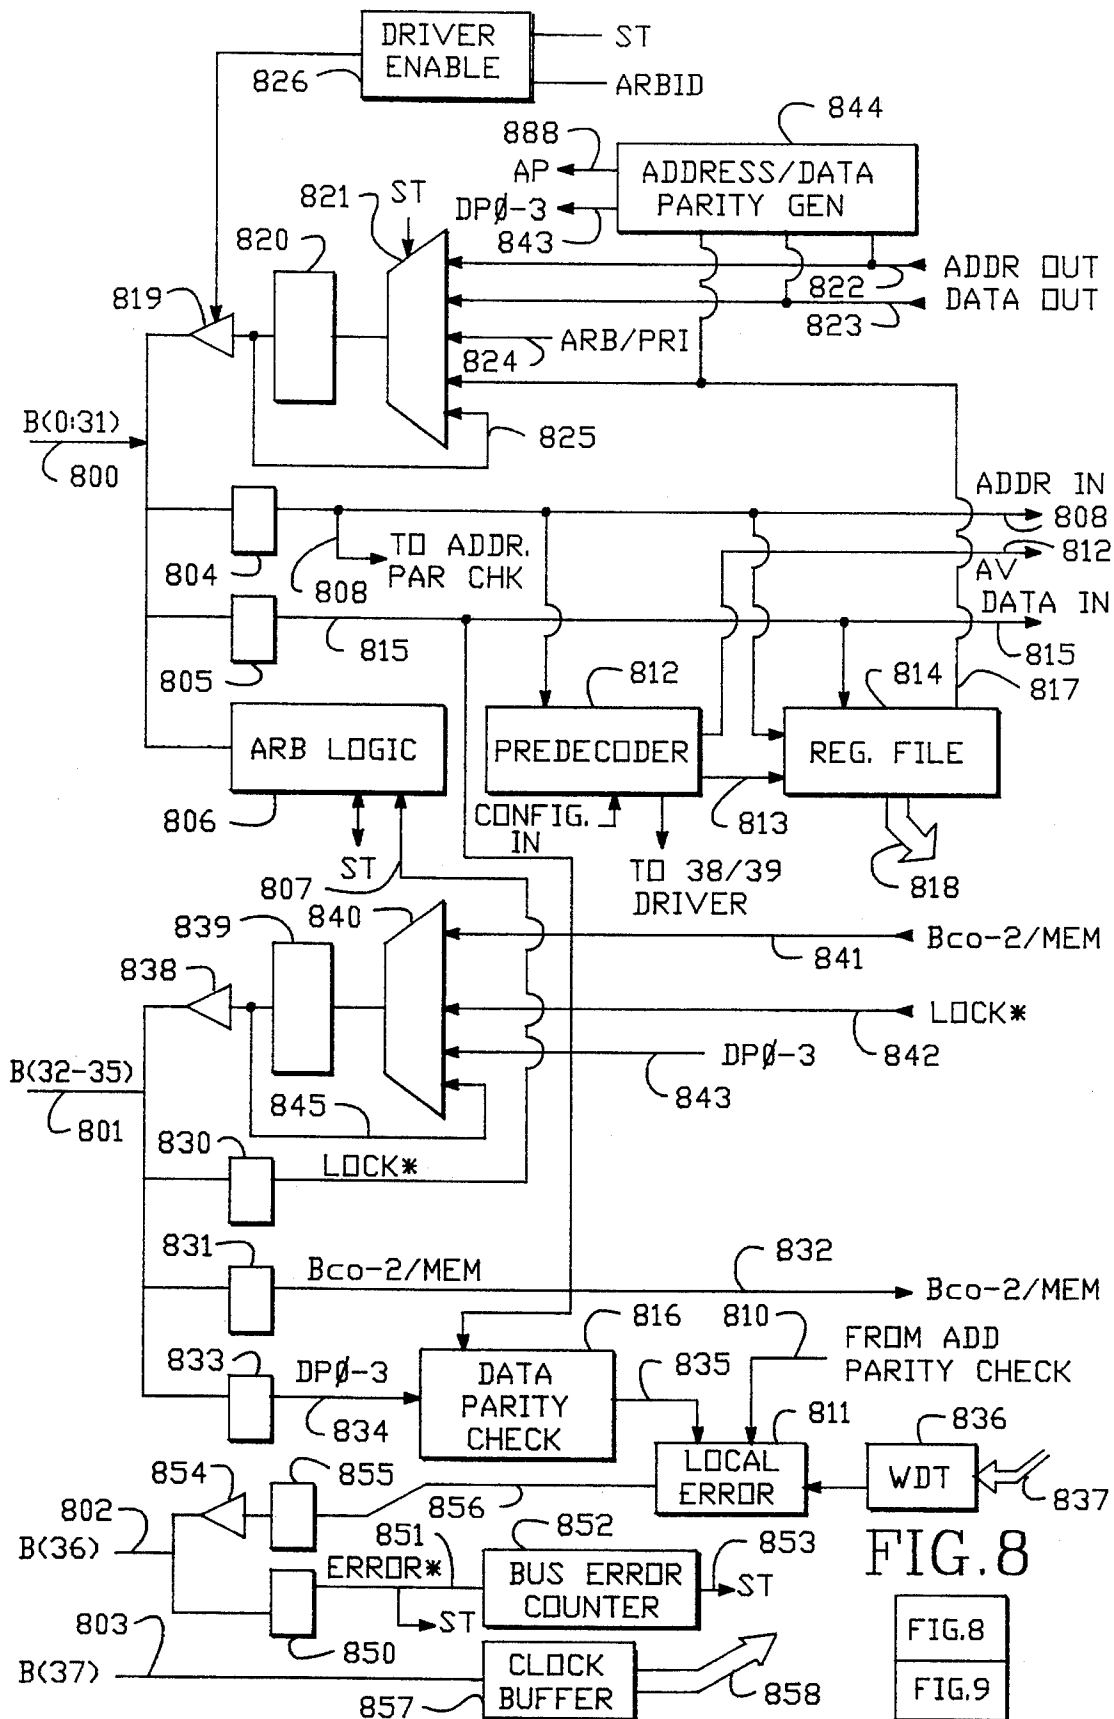 DRIVER
ENABLE
ST
ARBID
826
844
888
AP
ADDRESS/DATA
PARITY GEN
DPØ-3
843
821
ST
820
819
822
ADDR OUT
DATA OUT
823
824
ARB/PRI
825
B(0:31)
800
ADDR IN
808
804
TO ADDR.
PAR CHK
808
812
AV
DATA IN
805
815
812
814
815
817
ARB LOGIC
PREDECODER
REG. FILE
806
ST
807
CONFIG.
IN
813
TO 38/39
DRIVER
818
839
840
838
841
Bco-2/MEM
LOCK*
842
B(32-35)
801
DPØ-3
843
845
830
LOCK*
831
Bco-2/MEM
832
Bco-2/MEM
833
DPØ-3
834
816
DATA
PARITY
CHECK
835
810
FROM ADD
PARITY CHECK
811
LOCAL
ERROR
836
WDT
837
854
855
856
802
B(36)
851
852
853
ERROR*
BUS ERROR
COUNTER
ST
ST
850
803
B(37)
CLOCK
BUFFER
857
858
FIG.8
FIG.8
FIG.9